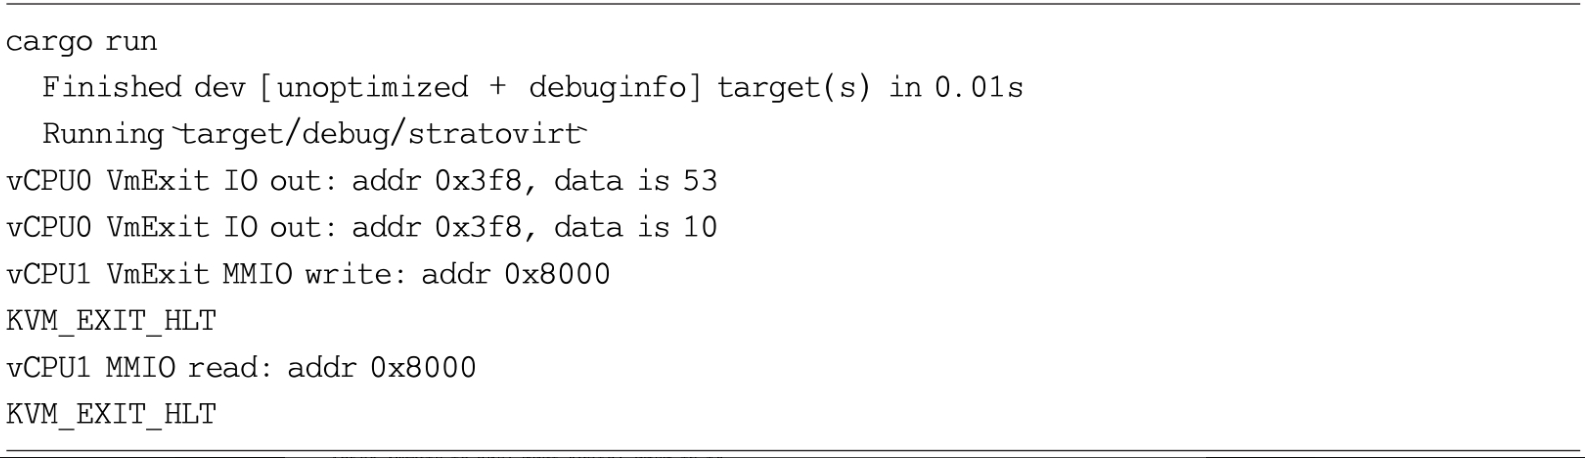 cargo run
Finished dev [unoptimized + debuginfo] target(s) in 0.01s
Running `target/debug/stratovirt`
vCPU0 VmExit IO out: addr 0x3f8, data is 53
vCPU0 VmExit IO out: addr 0x3f8, data is 10
vCPU1 VmExit MMIO write: addr 0x8000
KVM_EXIT_HLT
vCPU1 MMIO read: addr 0x8000
KVM_EXIT_HLT